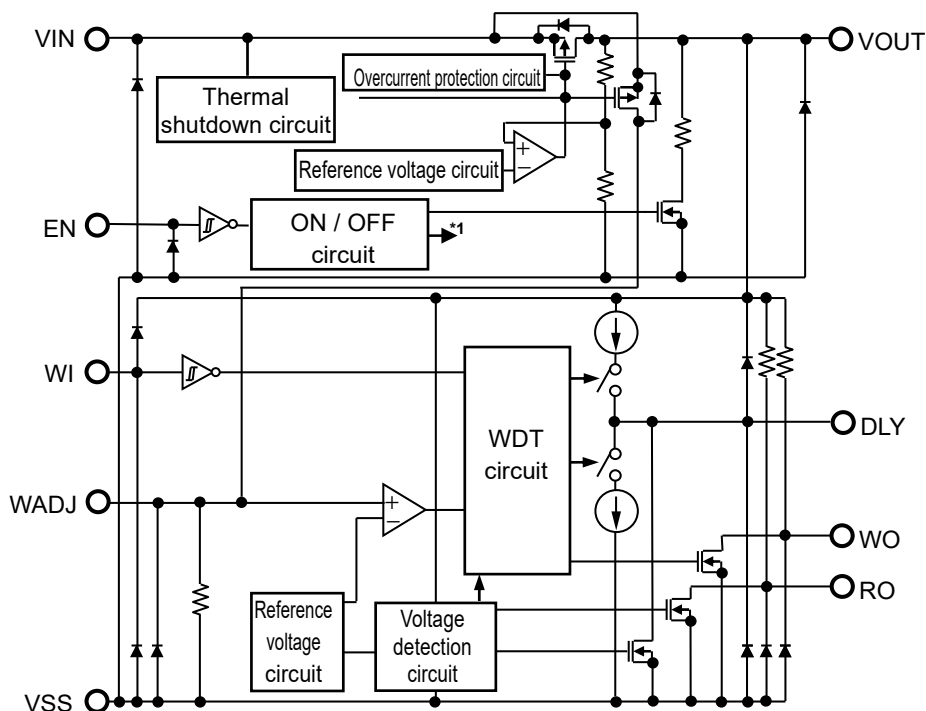 VIN
VOUT
Overcurrent protection circuit
Thermal
shutdown circuit
+
−
Reference voltage circuit
EN
ON / OFF
circuit
*1
WI
WDT
circuit
DLY
WADJ
+
−
WO
RO
Reference
voltage
circuit
Voltage
detection
circuit
VSS